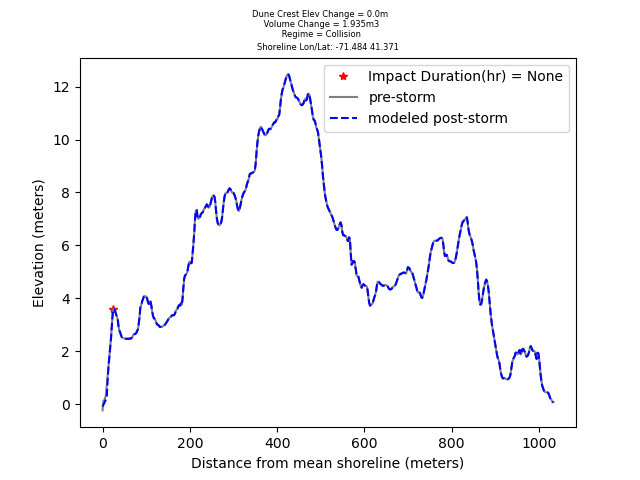 Dune Crest Elev Change = 0.0m
Volume Change = 1.935m3
Regime = Collision
Shoreline Lon/Lat: -71.484 41.371
Impact Duration(hr) = None
pre-storm
modeled post-storm
12
10
8
6
4
2
0
Elevation (meters)
0 200 400 600 800 1000
Distance from mean shoreline (meters)